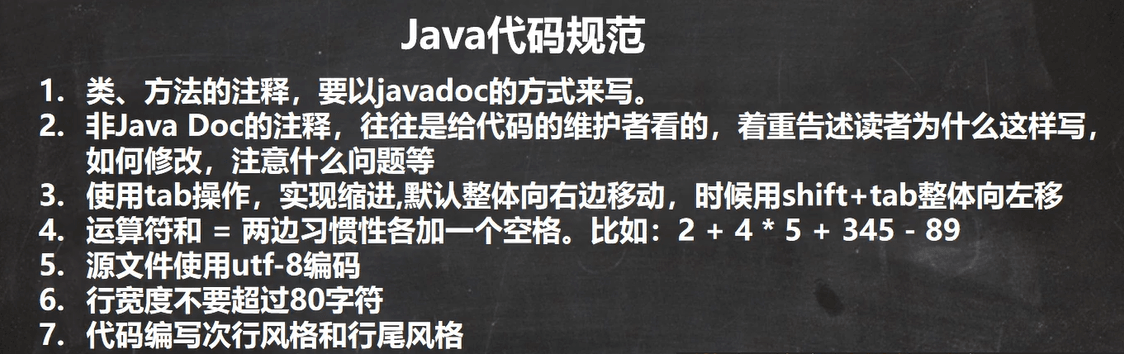 Java代码规范
1. 类、方法的注释，要以javadoc的方式来写。
2. 非Java Doc的注释，往往是给代码的维护者看的，着重告述读者为什么这样写，
如何修改，注意什么问题等
3. 使用tab操作，实现缩进,默认整体向右边移动，时候用shift+tab整体向左移
4. 运算符和 = 两边习惯性各加一个空格。比如：2 + 4 * 5 + 345 - 89
5. 源文件使用utf-8编码
6. 行宽度不要超过80字符
7. 代码编写次行风格和行尾风格